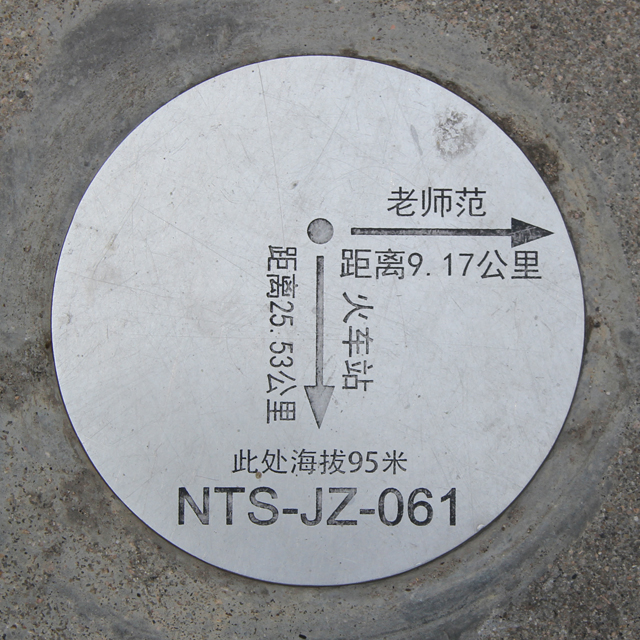 老师范
距离9.17公里
火车站
距离25.53公里
此处海拔95米
NTS-JZ-061